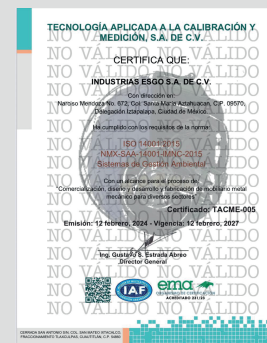 TECNOLOGÍA APLICADA A LA CALIBRACIÓN Y
MEDICIÓN, S.A. DE C.V.
CERTIFICA QUE:
INDUSTRIAS ESGO S.A. DE C.V.
Con dirección en:
Narciso Mendoza No. 672, Col. Santa María Aztahuacan, C.P. 09570,
Delegación Iztapalapa, Ciudad de México.
Ha cumplido con los requisitos de la norma:
ISO 14001:2015
NMX-SAA-14001-IMNC-2015
Sistemas de Gestión Ambiental
Con un alcance para el proceso de:
"Comercialización, diseño y desarrollo y fabricación de mobiliario metal
mecánico para diversos sectores"
Certificado: TACME-005
Emisión: 12 febrero, 2024 - Vigencia: 12 febrero, 2027
Ing. Gustavo S. Estrada Abreo
Director General
IAF
ema
ACREDITADO
NO VÁLIDO NO VÁLIDO